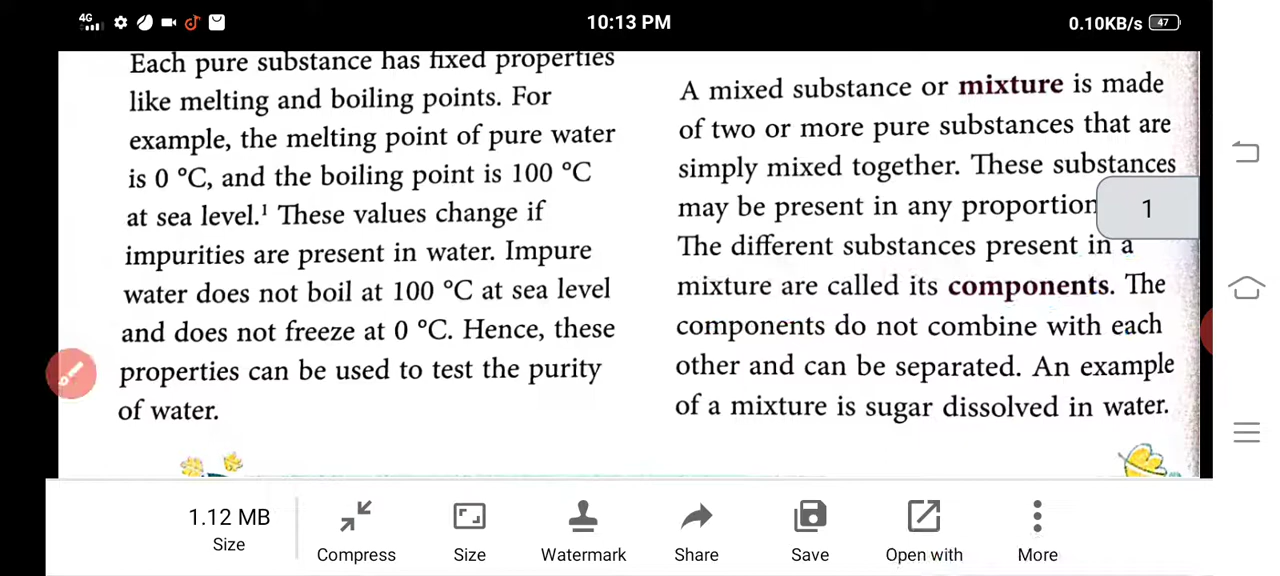 4G
10:13 PM
0.10KB/s
47
Each pure substance has fixed properties
like melting and boiling points. For
example, the melting point of pure water
is 0 °C, and the boiling point is 100 °C
at sea level.¹ These values change if
impurities are present in water. Impure
water does not boil at 100 °C at sea level
and does not freeze at 0 °C. Hence, these
properties can be used to test the purity
of water.
A mixed substance or mixture is made
of two or more pure substances that are
simply mixed together. These substances
may be present in any proportion
1
The different substances present in a
mixture are called its components. The
components do not combine with each
other and can be separated. An example
of a mixture is sugar dissolved in water.
1.12 MB
Size
Compress
Size
Watermark
Share
Save
Open with
More